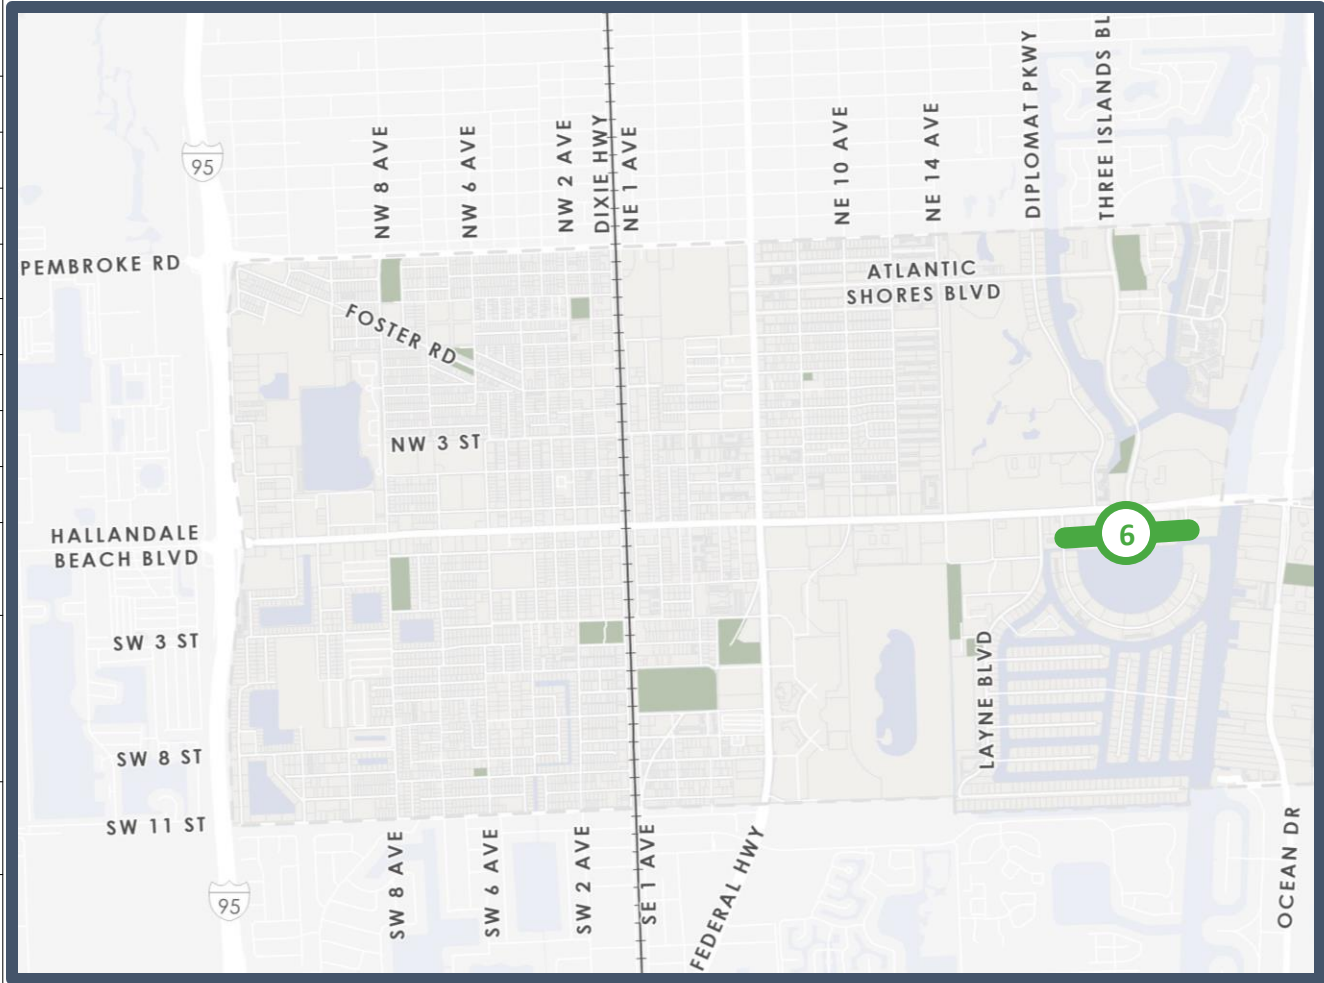 DIPLOMAT PKWY
THREE ISLANDS BL
NW 8 AVE
NW 6 AVE
NW 2 AVE
DIXIE HWY
NE 1 AVE
NE 10 AVE
NE 14 AVE
95
PEMBROKE RD
ATLANTIC
SHORES BLVD
FOSTER RD
NW 3 ST
HALLANDALE
BEACH BLVD
6
SW 3 ST
LAYNE BLVD
SW 8 ST
SW 11 ST
SW 8 AVE
SW 6 AVE
SW 2 AVE
SE 1 AVE
FEDERAL HWY
OCEAN DR
95